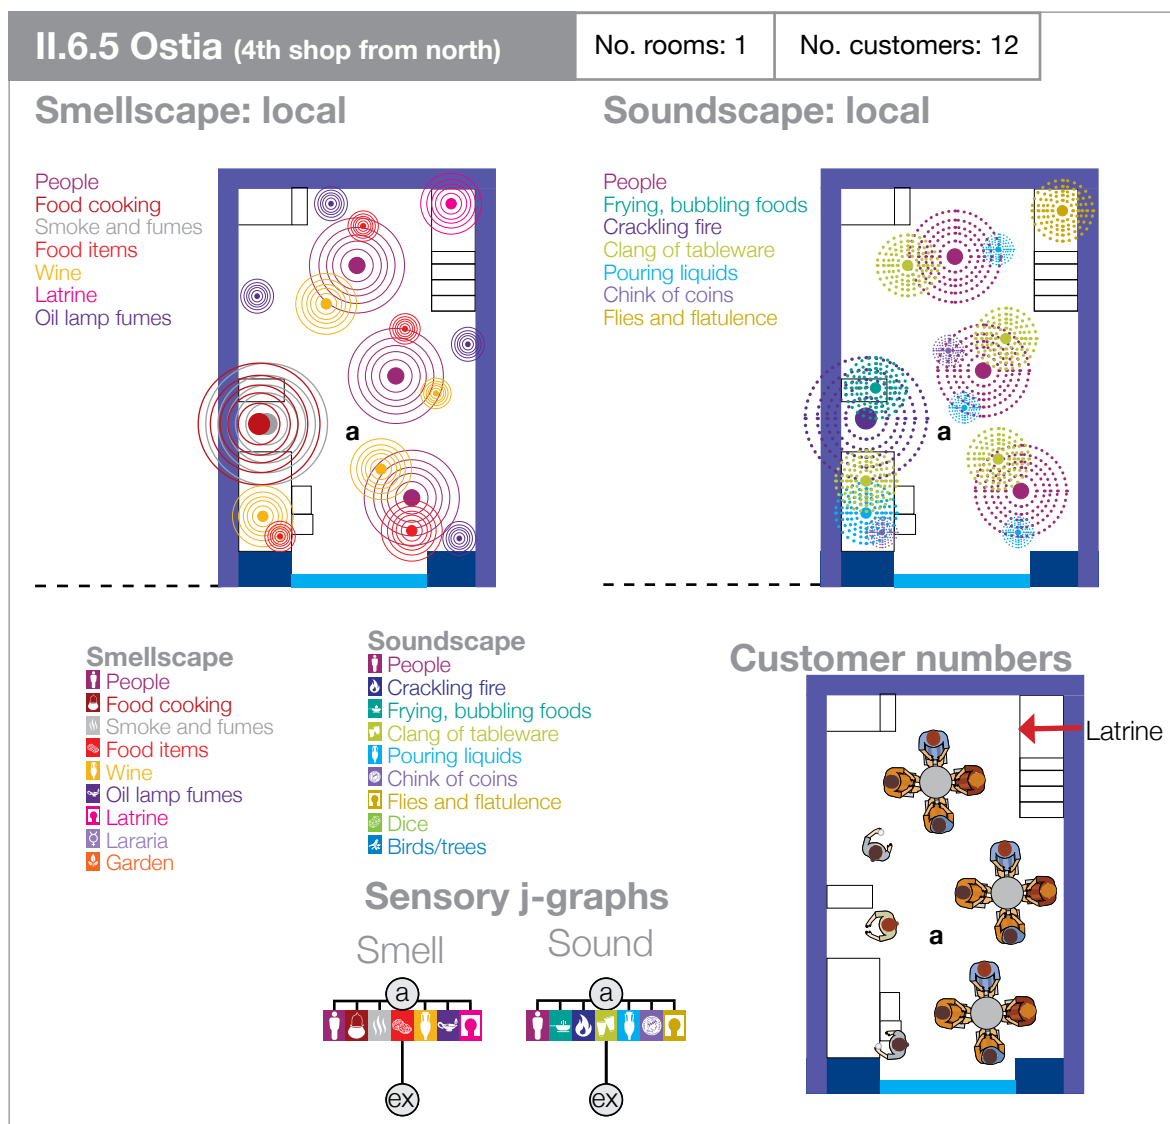 II.6.5 Ostia (4th shop from north)
No. rooms: 1
No. customers: 12
Smellscape: local
People
Food cooking
Smoke and fumes
Food items
Wine
Latrine
Oil lamp fumes
a
Soundscape: local
People
Frying, bubbling foods
Crackling fire
Clang of tableware
Pouring liquids
Chink of coins
Flies and flatulence
a
Smellscape
People
Food cooking
Smoke and fumes
Food items
Wine
Oil lamp fumes
Latrine
Lararia
Garden
Soundscape
People
Crackling fire
Frying, bubbling foods
Clang of tableware
Pouring liquids
Chink of coins
Flies and flatulence
Dice
Birds/trees
Customer numbers
Latrine
a
Sensory j-graphs
Smell
a
ex
Sound
a
ex